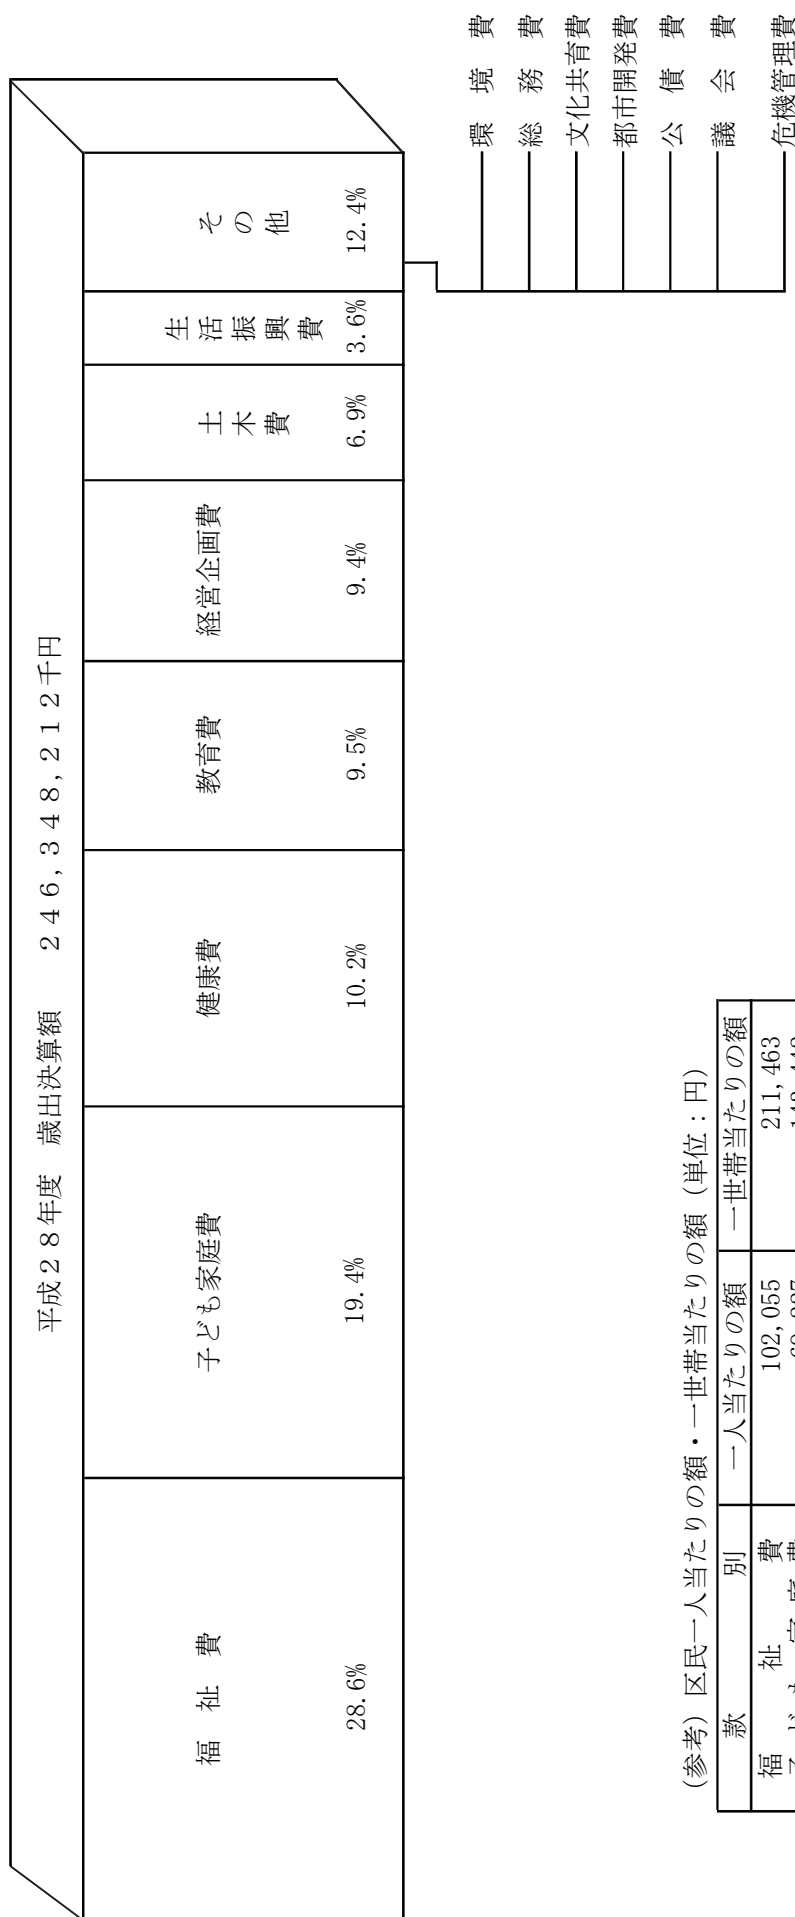 平成２８年度　歳出決算額　　２４６,３４８,２１２千円
福　祉　費
28.6%
子ども家庭費
19.4%
健康費
10.2%
教育費
9.5%
経営企画費
9.4%
土木費
6.9%
生活振興費
3.6%
その他
12.4%
環　境　費
総　務　費
文化共育費
都市開発費
公　債　費
議　会　費
危機管理費
(参考) 区民一人当たりの額・一世帯当たりの額 (単位：円)
款　別　一人当たりの額　一世帯当たりの額
福　祉　費　102,055　211,463